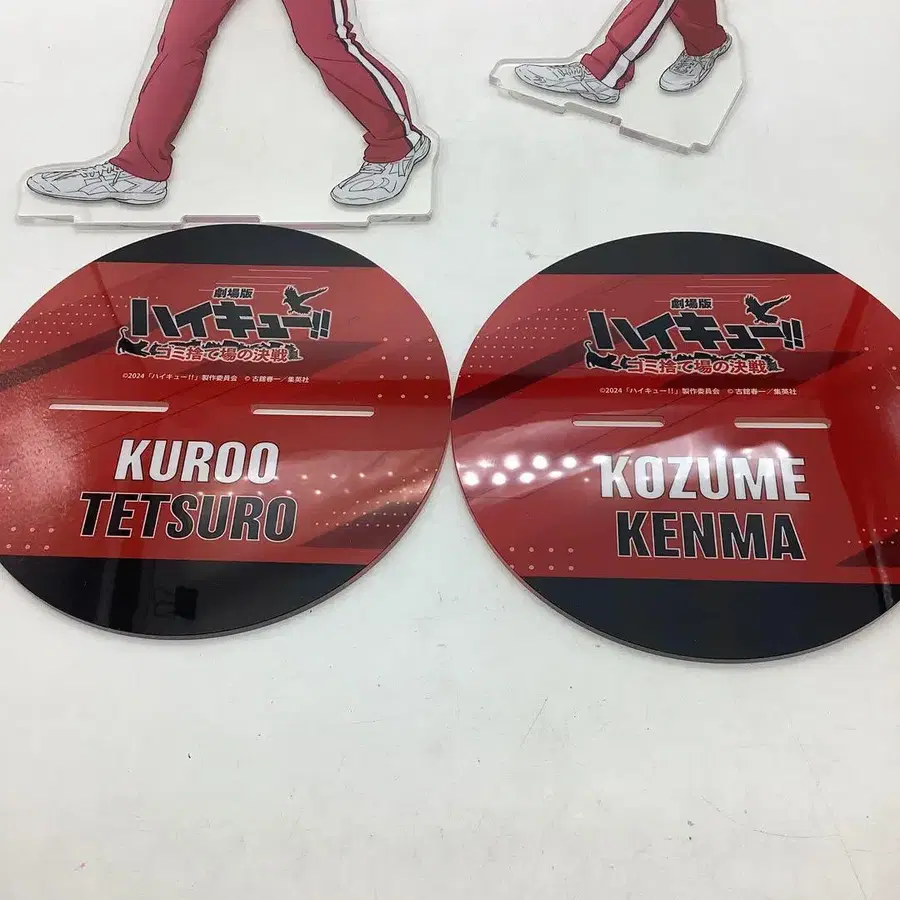 劇場版
ハイキュー!!
ゴミ捨て場の決戦
©2024「ハイキュー!!」製作委員会 ©古舘春一/集英社
KUROO
TETSURO
劇場版
ハイキュー!!
ゴミ捨て場の決戦
©2024「ハイキュー!!」製作委員会 ©古舘春一/集英社
KOZUME
KENMA